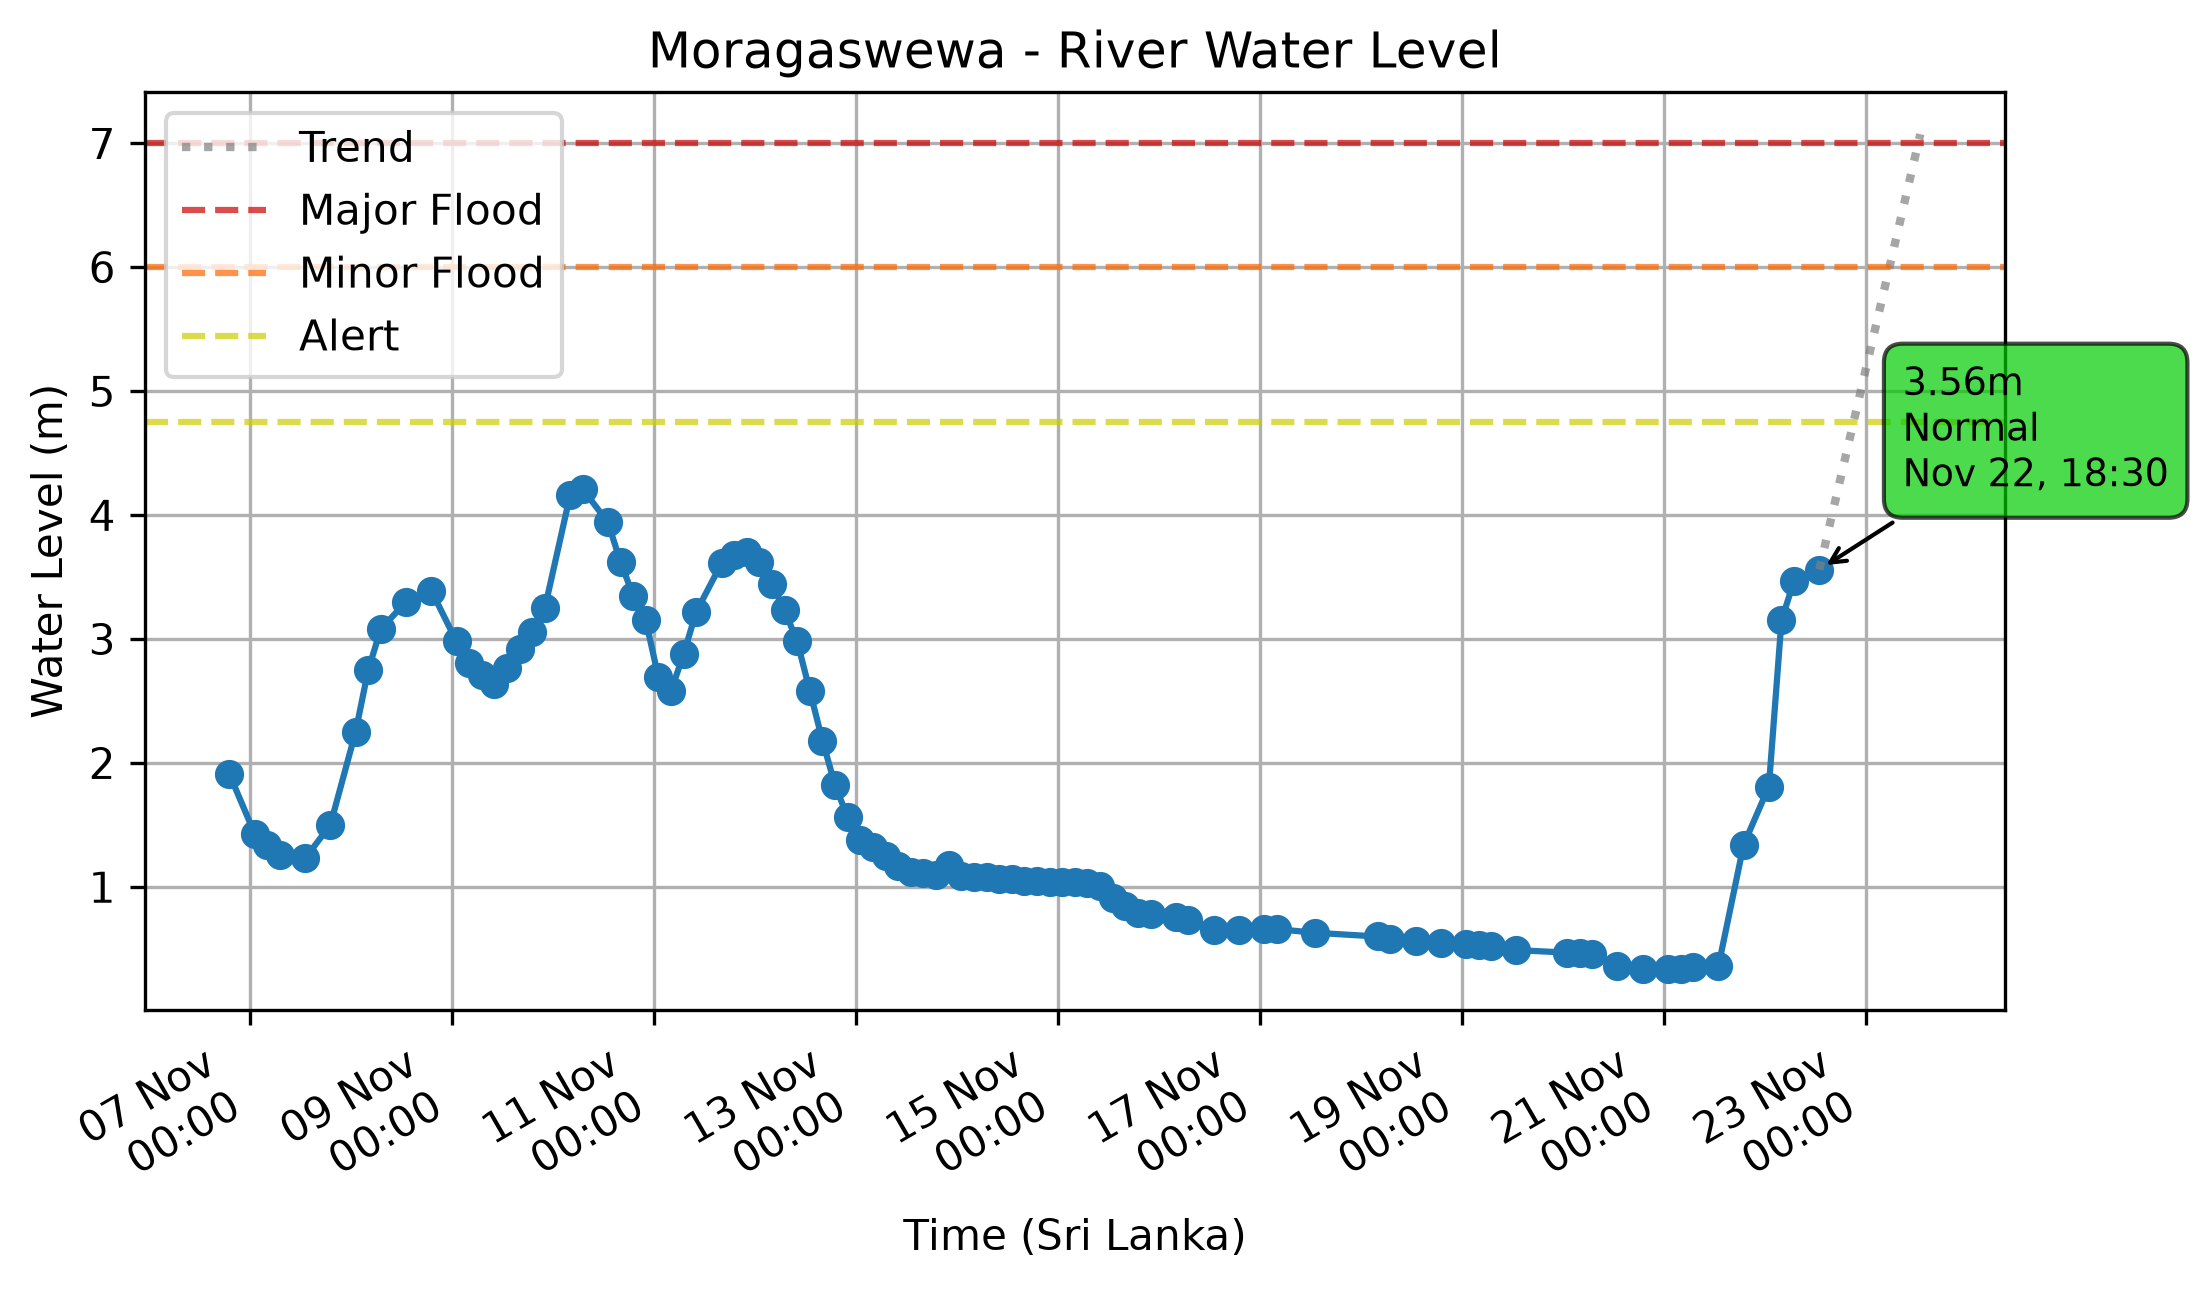 Moragaswewa - River Water Level
Trend
Major Flood
Minor Flood
Alert
7
6
5
4
3
2
1
Water Level (m)
3.56m
Normal
Nov 22, 18:30
07 Nov
00:00
09 Nov
00:00
11 Nov
00:00
13 Nov
00:00
15 Nov
00:00
17 Nov
00:00
19 Nov
00:00
21 Nov
00:00
23 Nov
00:00
Time (Sri Lanka)